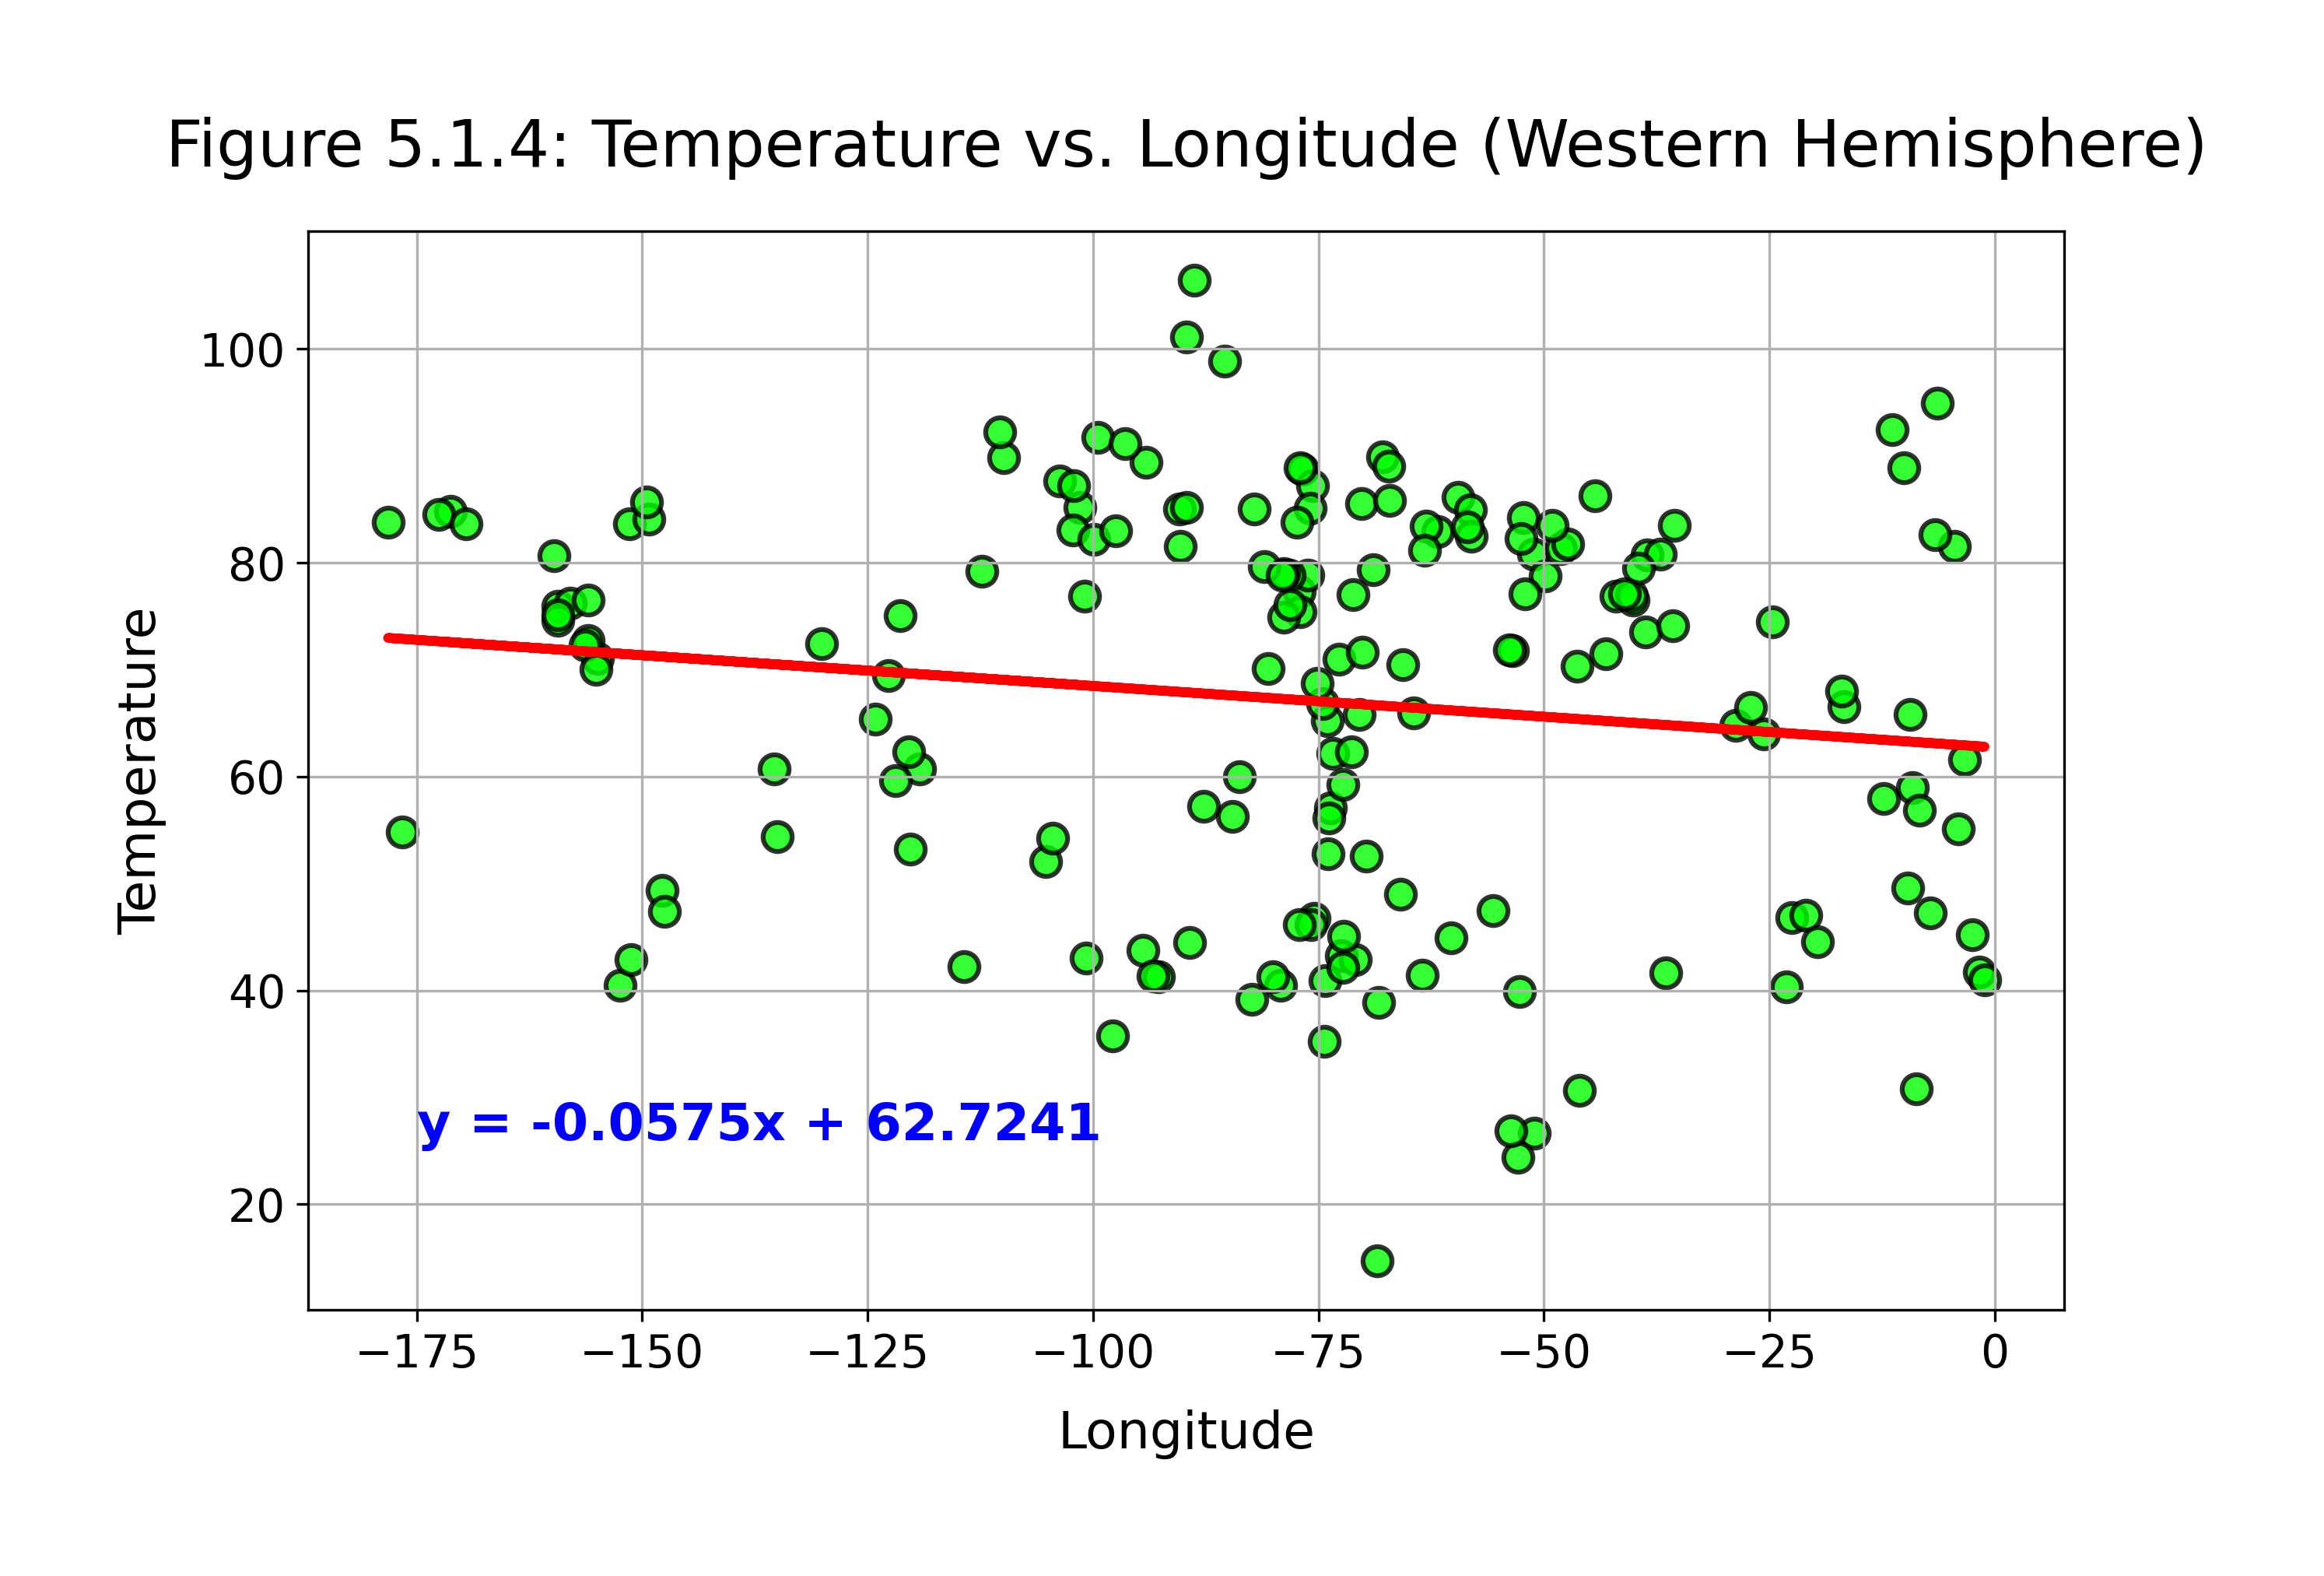 Figure 5.1.4: Temperature vs. Longitude (Western Hemisphere)
Temperature
100
80
60
40
20
y = -0.0575x + 62.7241
−175 −150 −125 −100 −75 −50 −25 0
Longitude